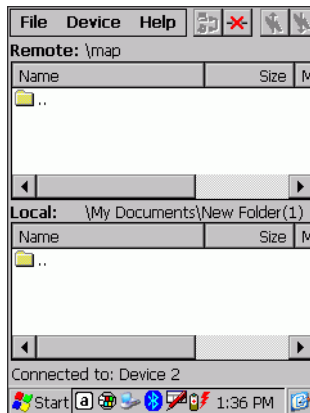 File Device Help
Remote: \map
Name Size M
..
Local: \My Documents\New Folder(1)
Name Size M
..
Connected to: Device 2
Start a 1:36 PM